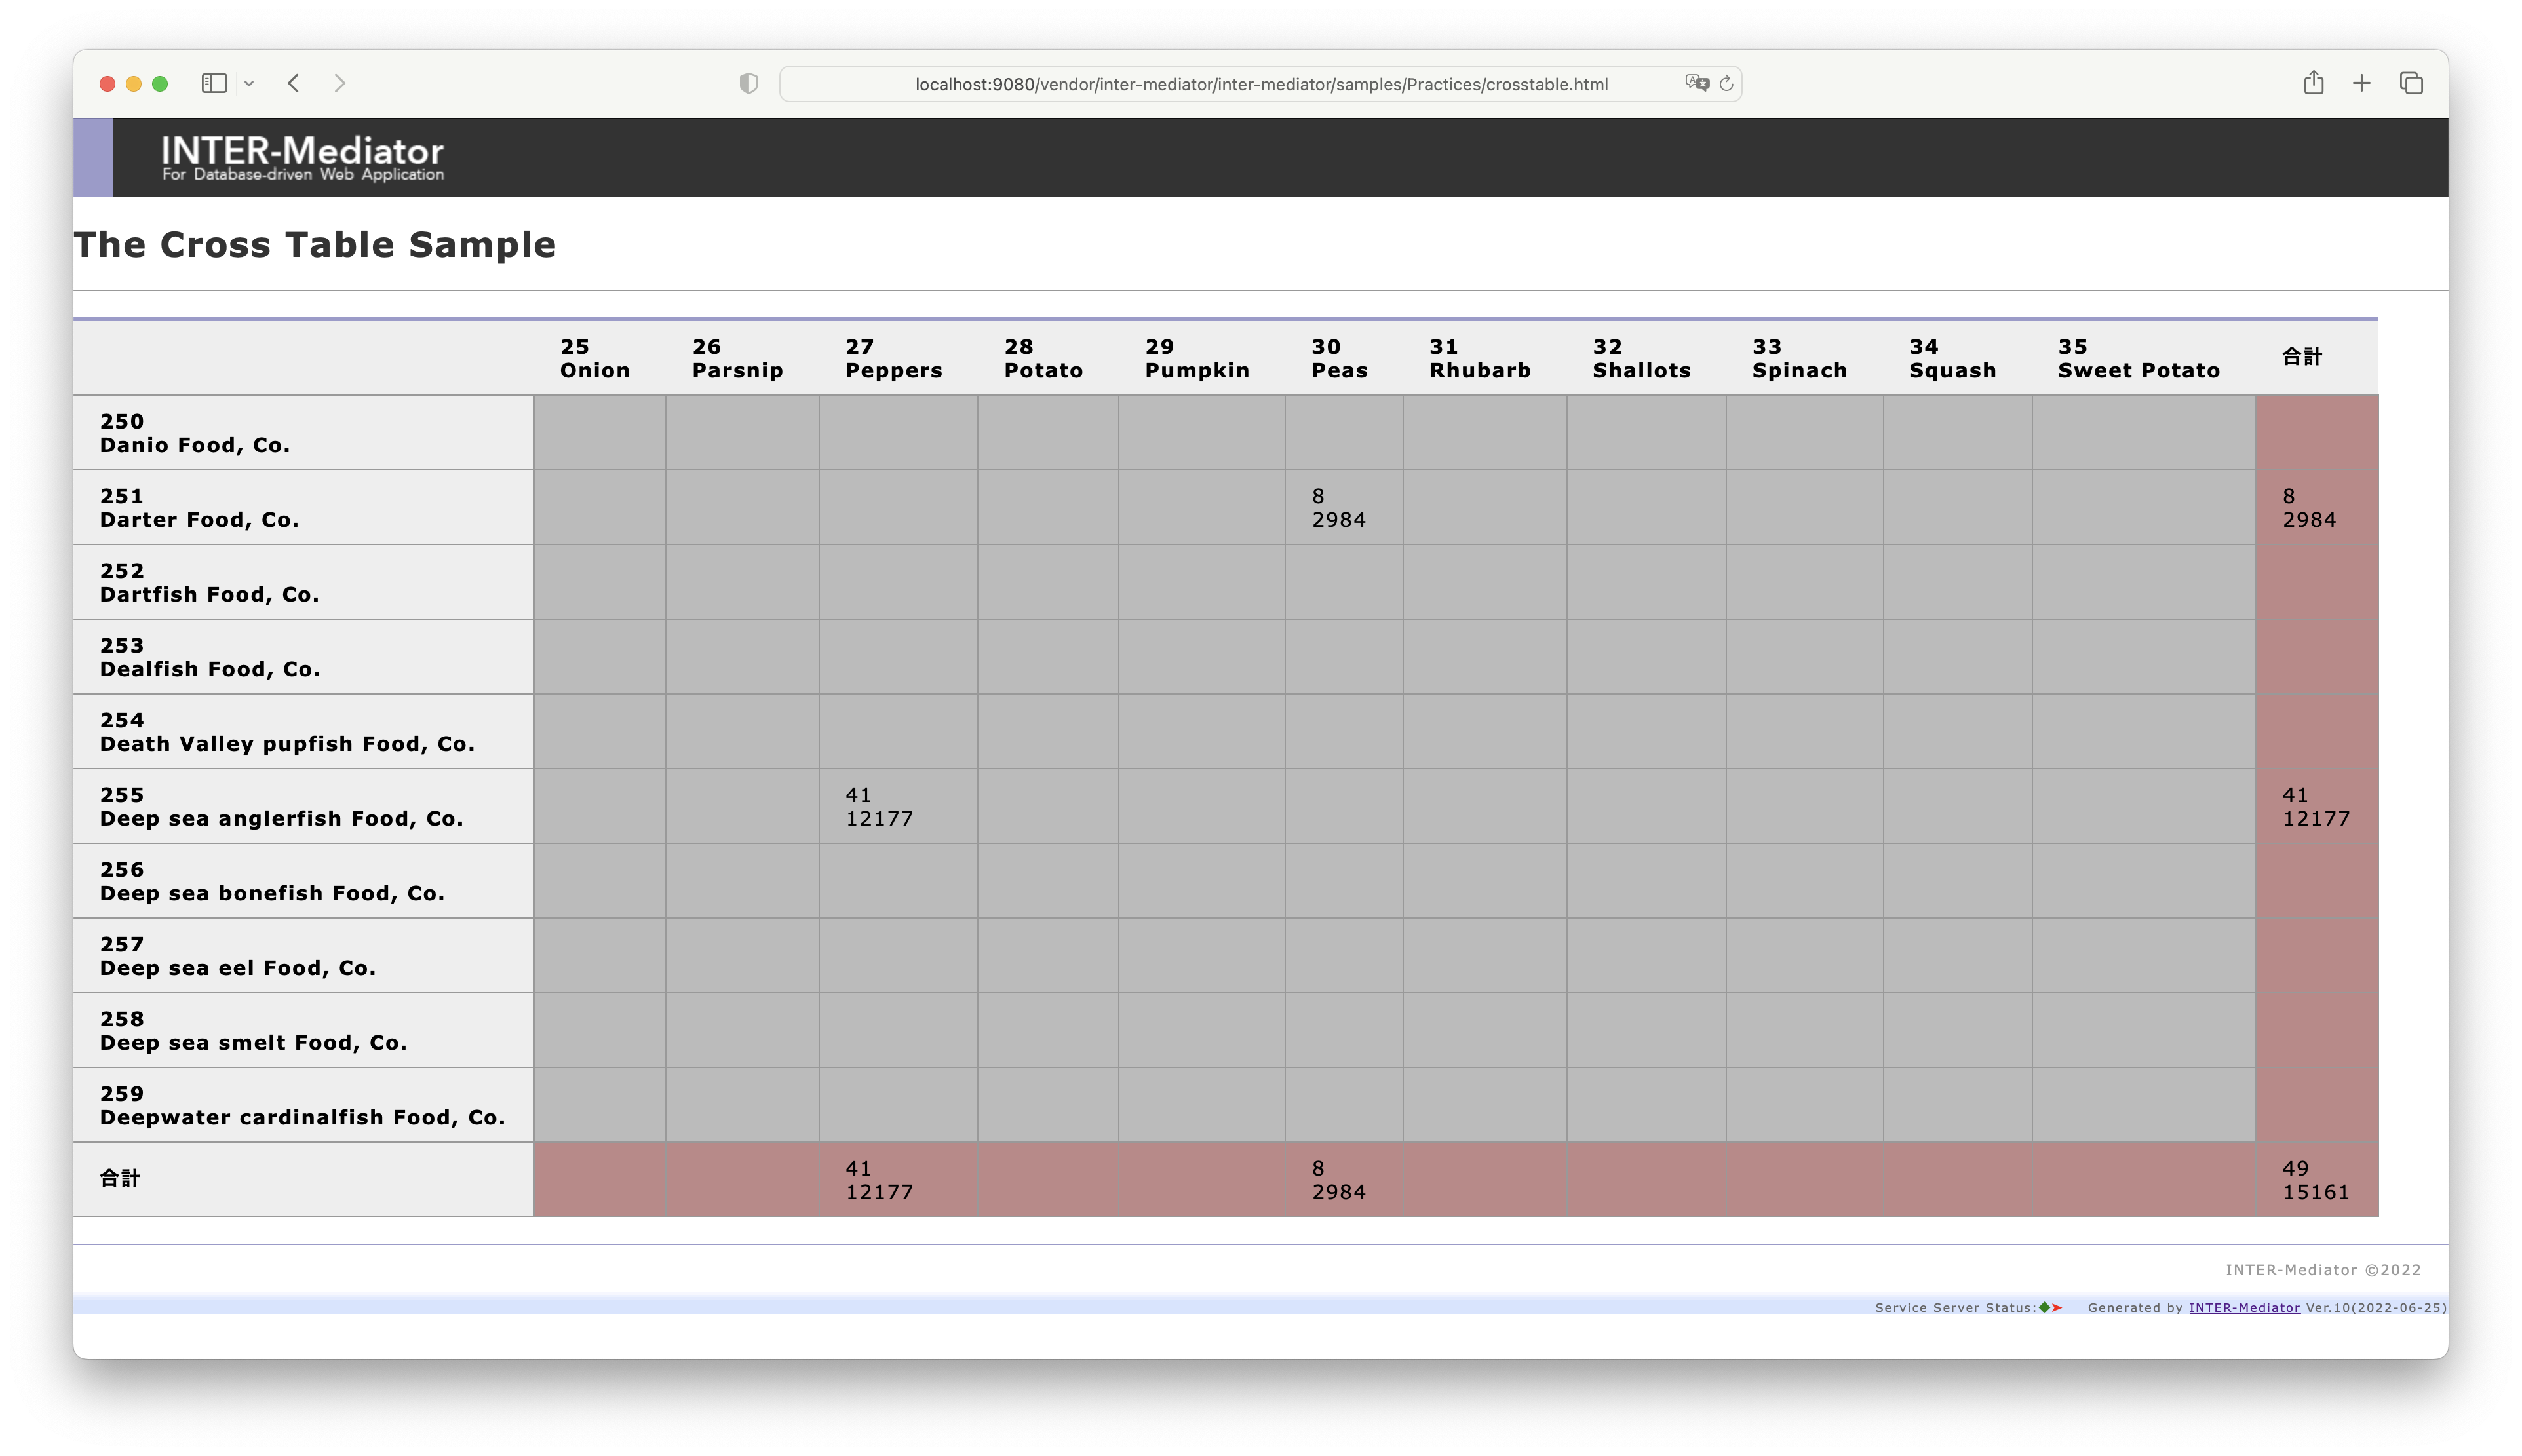 localhost:9080/vendor/inter-mediator/inter-mediator/samples/Practices/crosstable.html
INTER-Mediator
For Database-driven Web Application
The Cross Table Sample
25 26 27 28 29 30 31 32 33 34 35
Onion Parsnip Peppers Potato Pumpkin Peas Rhubarb Shallots Spinach Squash Sweet Potato 合計
250
Danio Food, Co.
251 8 8
Darter Food, Co. 2984 2984
252
Dartfish Food, Co.
253
Dealfish Food, Co.
254
Death Valley pupfish Food, Co.
255 41 41
Deep sea anglerfish Food, Co. 12177 12177
256
Deep sea bonefish Food, Co.
257
Deep sea eel Food, Co.
258
Deep sea smelt Food, Co.
259
Deepwater cardinalfish Food, Co.
合計 41 8 49
12177 2984 15161
INTER-Mediator ©2022
Service Server Status: Generated by INTER-Mediator Ver.10(2022-06-25)